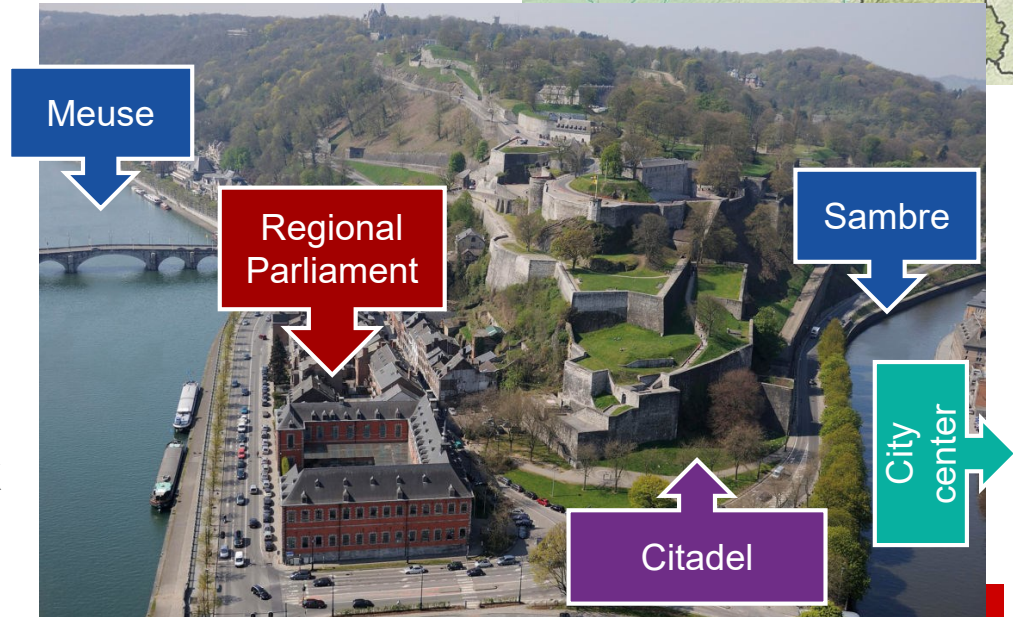 Meuse
Regional
Parliament
Sambre
City
center
Citadel